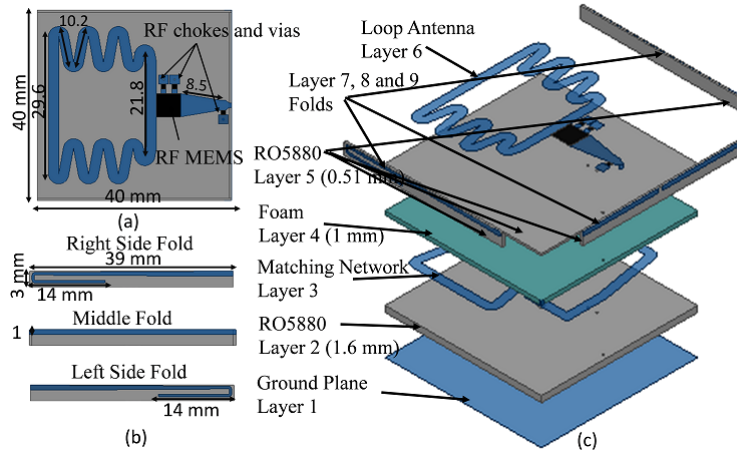 10.2
RF chokes and vias
8.5
40 mm
29.6
21.8
RF MEMS
40 mm
(a)
Right Side Fold
39 mm
3 mm
14 mm
Middle Fold
1
Left Side Fold
14 mm
(b)
Loop Antenna
Layer 6
Layer 7, 8 and 9
Folds
RO5880
Layer 5 (0.51 mm)
Foam
Layer 4 (1 mm)
Matching Network
Layer 3
RO5880
Layer 2 (1.6 mm)
Ground Plane
Layer 1
(c)